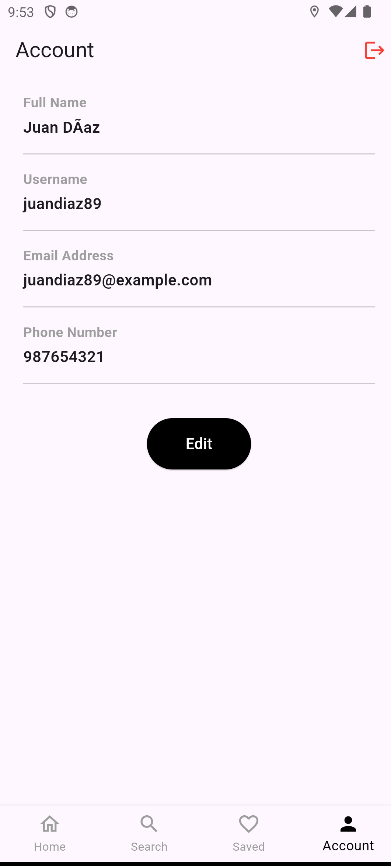 9:53
Account
Full Name
Juan DÃaz
Username
juandiaz89
Email Address
juandiaz89@example.com
Phone Number
987654321
Edit
Home
Search
Saved
Account